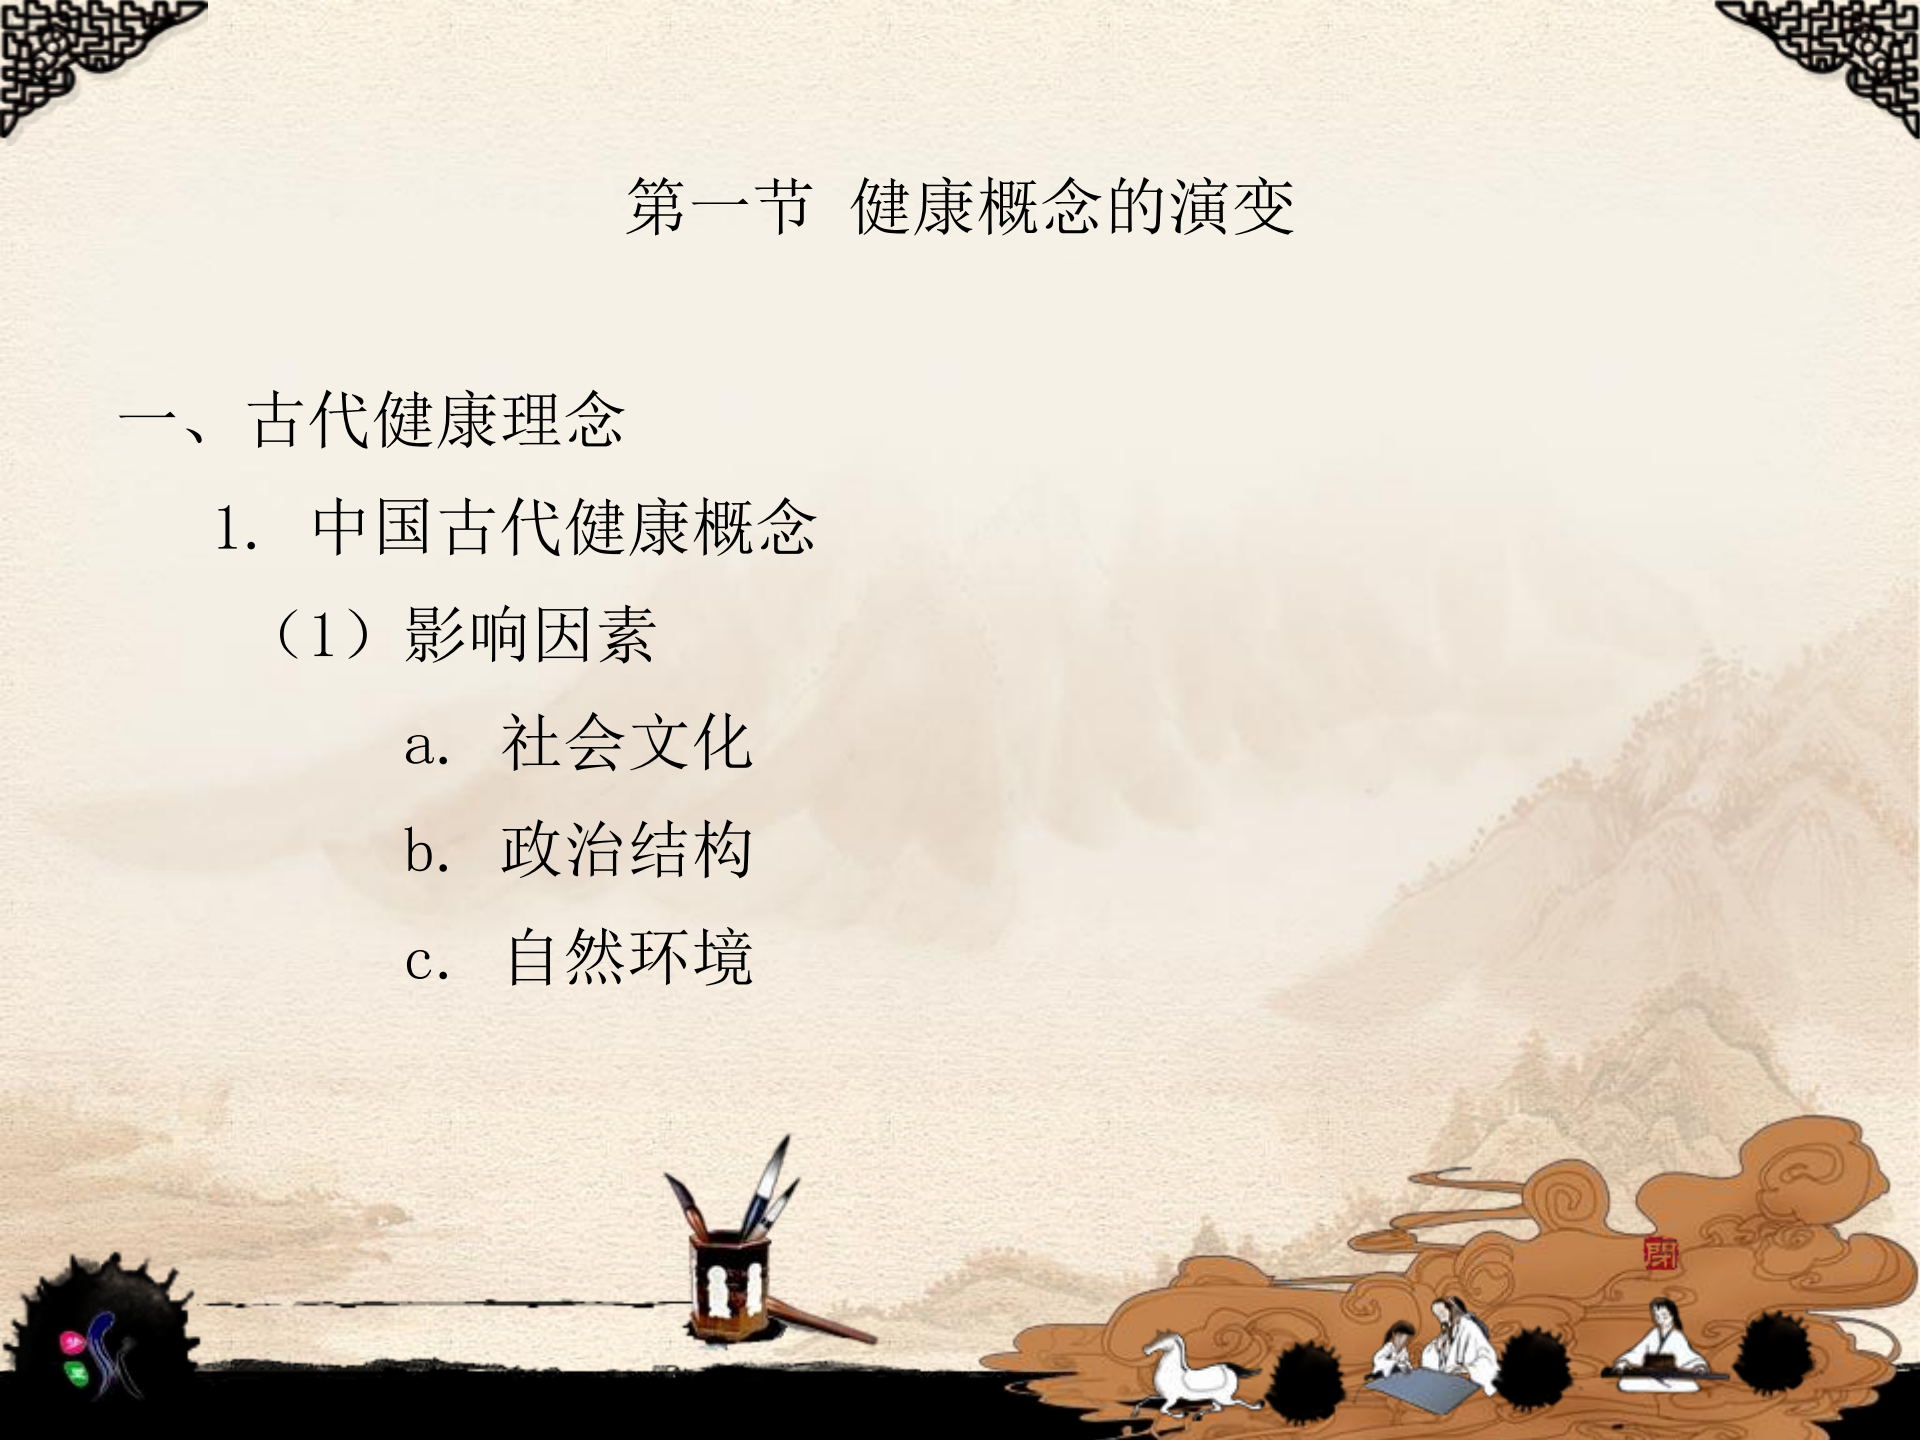 第一节 健康概念的演变
一、古代健康理念
1. 中国古代健康概念
（1）影响因素
a. 社会文化
b. 政治结构
c. 自然环境